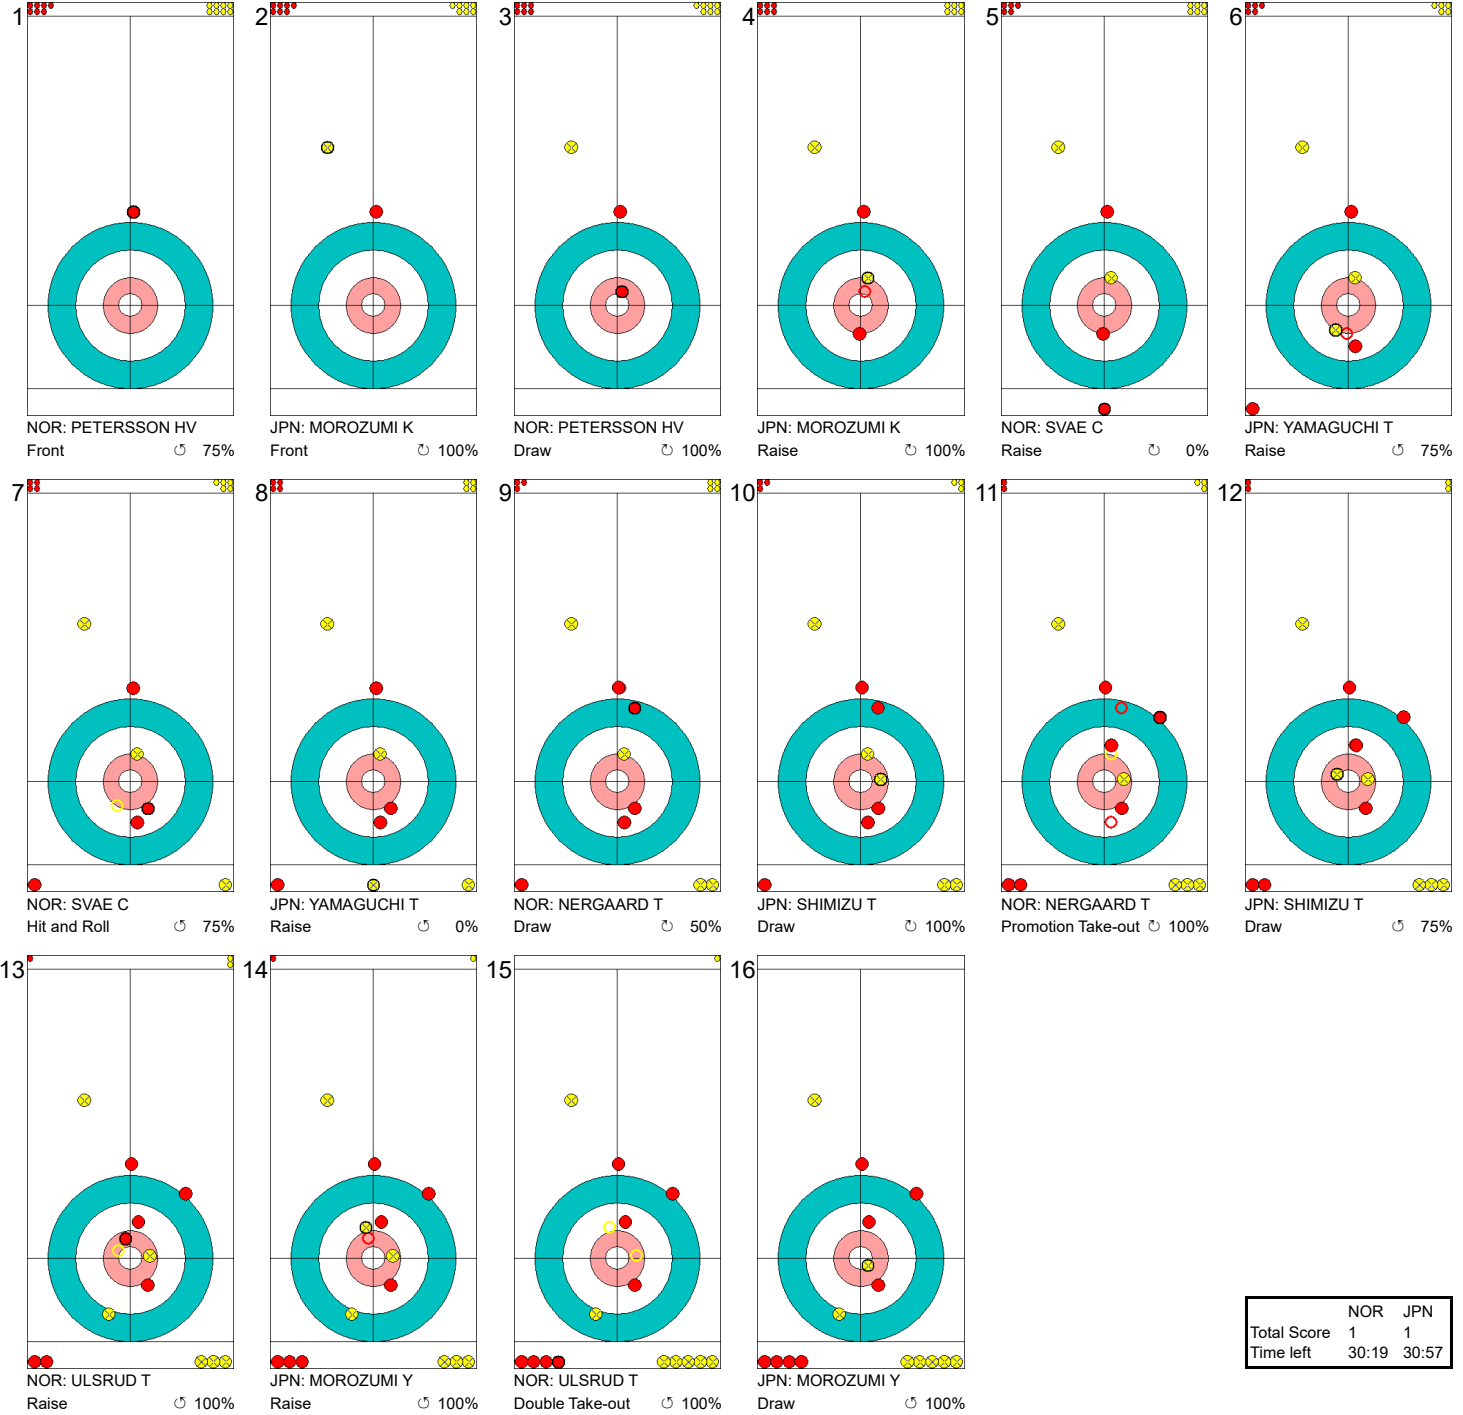 1
NOR: PETERSSON HV
Front ↺ 75%
2
JPN: MOROZUMI K
Front ↻ 100%
3
NOR: PETERSSON HV
Draw ↻ 100%
4
JPN: MOROZUMI K
Raise ↻ 100%
5
NOR: SVAE C
Raise ↻ 0%
6
JPN: YAMAGUCHI T
Raise ↺ 75%
7
NOR: SVAE C
Hit and Roll ↺ 75%
8
JPN: YAMAGUCHI T
Raise ↺ 0%
9
NOR: NERGAARD T
Draw ↺ 50%
10
JPN: SHIMIZU T
Draw ↻ 100%
11
NOR: NERGAARD T
Promotion Take-out ↻ 100%
12
JPN: SHIMIZU T
Draw ↺ 75%
13
NOR: ULSRUD T
Raise ↺ 100%
14
JPN: MOROZUMI Y
Raise ↺ 100%
15
NOR: ULSRUD T
Double Take-out ↺ 100%
16
JPN: MOROZUMI Y
Draw ↺ 100%
NOR JPN
Total Score 1 1
Time left 30:19 30:57